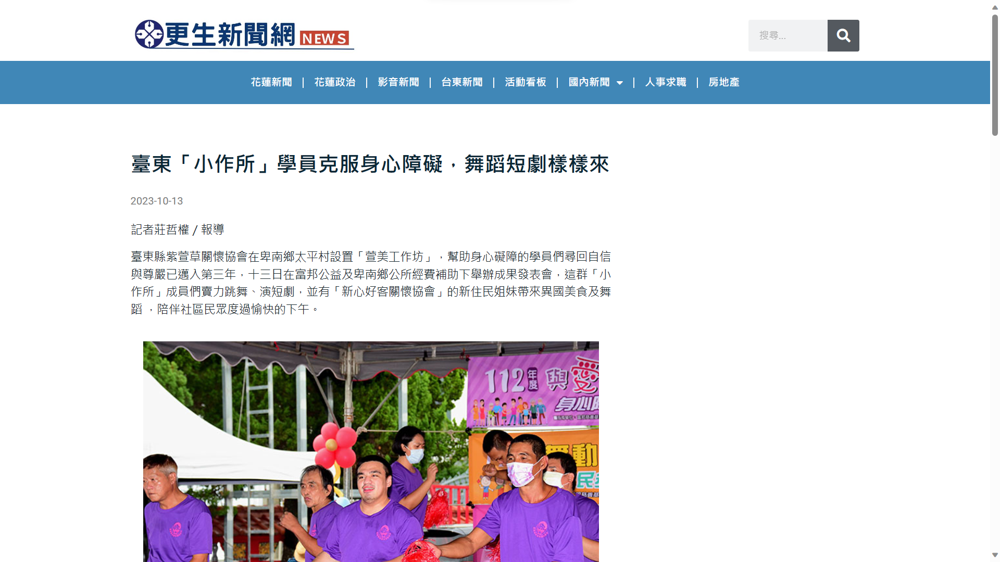 更生新聞網 NEWS
搜尋...
花蓮新聞
花蓮政治
影音新聞
台東新聞
活動看板
國內新聞
人事求職
房地產
臺東「小作所」學員克服身心障礙，舞蹈短劇樣樣來
2023-10-13
記者莊哲權 / 報導
臺東縣紫萱草關懷協會在卑南鄉太平村設置「萱美工作坊」，幫助身心礙障的學員們尋回自信
與尊嚴已邁入第三年，十三日在富邦公益及卑南鄉公所經費補助下舉辦成果發表會，這群「小
作所」成員們賣力跳舞、演短劇，並有「新心好客關懷協會」的新住民姐妹帶來異國美食及舞
蹈 ，陪伴社區民眾度過愉快的下午。
112年度 與愛
身心
舞動
民